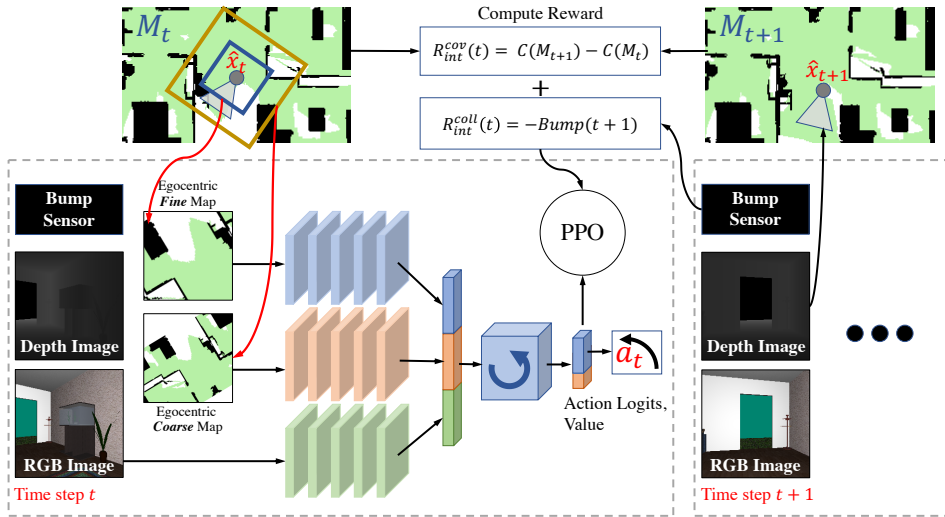 Compute Reward
M_t
x̂_t
R_int^cov(t) = C(M_{t+1}) − C(M_t)
+
R_int^coll(t) = −Bump(t + 1)
M_{t+1}
x̂_{t+1}
Bump
Sensor
Egocentric
Fine Map
Depth Image
Egocentric
Coarse Map
RGB Image
Time step t
PPO
a_t
Action Logits,
Value
Bump
Sensor
Depth Image
RGB Image
Time step t + 1